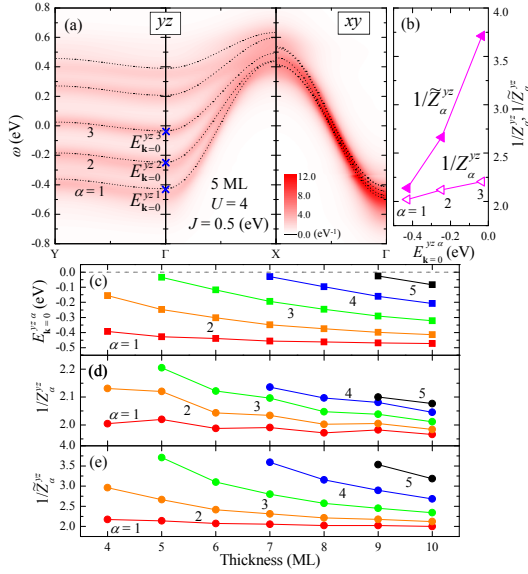 (a)
yz
xy
ω (eV)
0.8
0.6
0.4
0.2
0.0
-0.2
-0.4
-0.6
-0.8
3
E_{k=0}^{yz 3}
2
E_{k=0}^{yz 2}
α = 1
E_{k=0}^{yz 1}
5 ML
U = 4
J = 0.5 (eV)
12.0
8.0
4.0
0.0 (eV⁻¹)
Y
Γ
X
Γ
(b)
1/Z̃_α^{yz}
1/Z_α^{yz}
α = 1
2
3
1/Z_α^{yz}, 1/Z̃_α^{yz}
4.0
3.5
3.0
2.5
2.0
-0.4
-0.2
0.0
E_{k=0}^{yz α} (eV)
(c)
E_{k=0}^{yz α} (eV)
0.0
-0.1
-0.2
-0.3
-0.4
-0.5
α = 1
2
3
4
5
(d)
1/Z_α^{yz}
2.2
2.1
2.0
α = 1
2
3
4
5
(e)
1/Z̃_α^{yz}
3.5
3.0
2.5
2.0
α = 1
2
3
4
5
4 5 6 7 8 9 10
Thickness (ML)